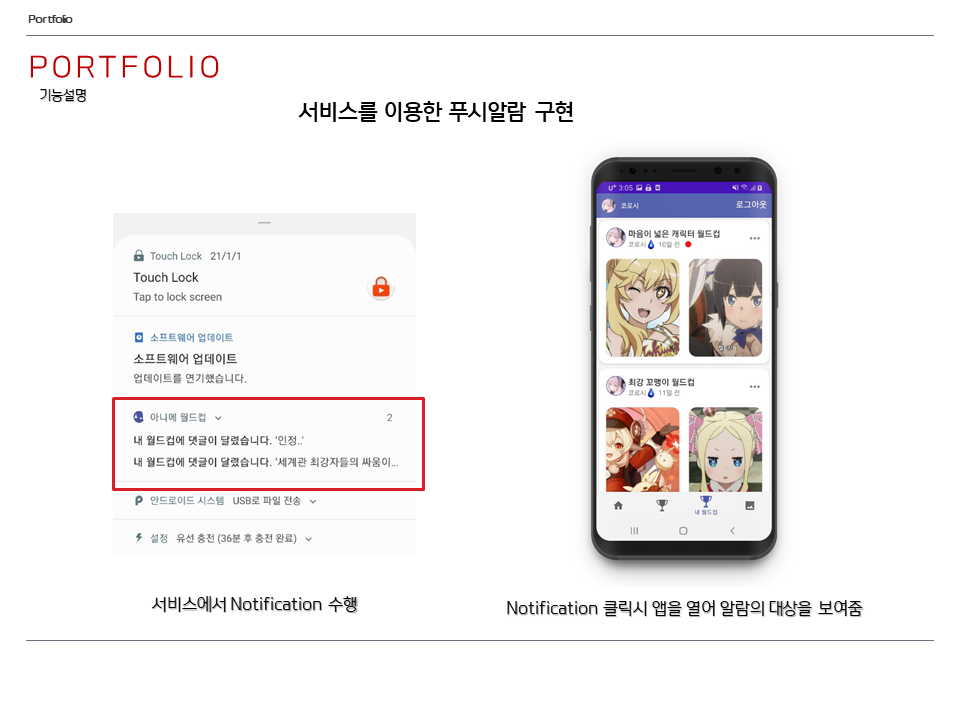 Portfolio
PORTFOLIO
기능설명
서비스를 이용한 푸시알람 구현
Touch Lock 21/1/1
Touch Lock
Tap to lock screen
소프트웨어 업데이트
소프트웨어 업데이트
업데이트를 연기했습니다.
아니메 월드컵 2
내 월드컵에 댓글이 달렸습니다. '인정..'
내 월드컵에 댓글이 달렸습니다. '세계관 최강자들의 싸움이...
안드로이드 시스템 USB로 파일 전송
설정 유선 충전 (36분 후 충전 완료)
서비스에서 Notification 수행
U+ 3:05
코로시 로그아웃
마음이 넓은 캐릭터 월드컵
코로시 10일 전
최강 꼬맹이 월드컵
코로시 11일 전
내 월드컵
Notification 클릭시 앱을 열어 알람의 대상을 보여줌